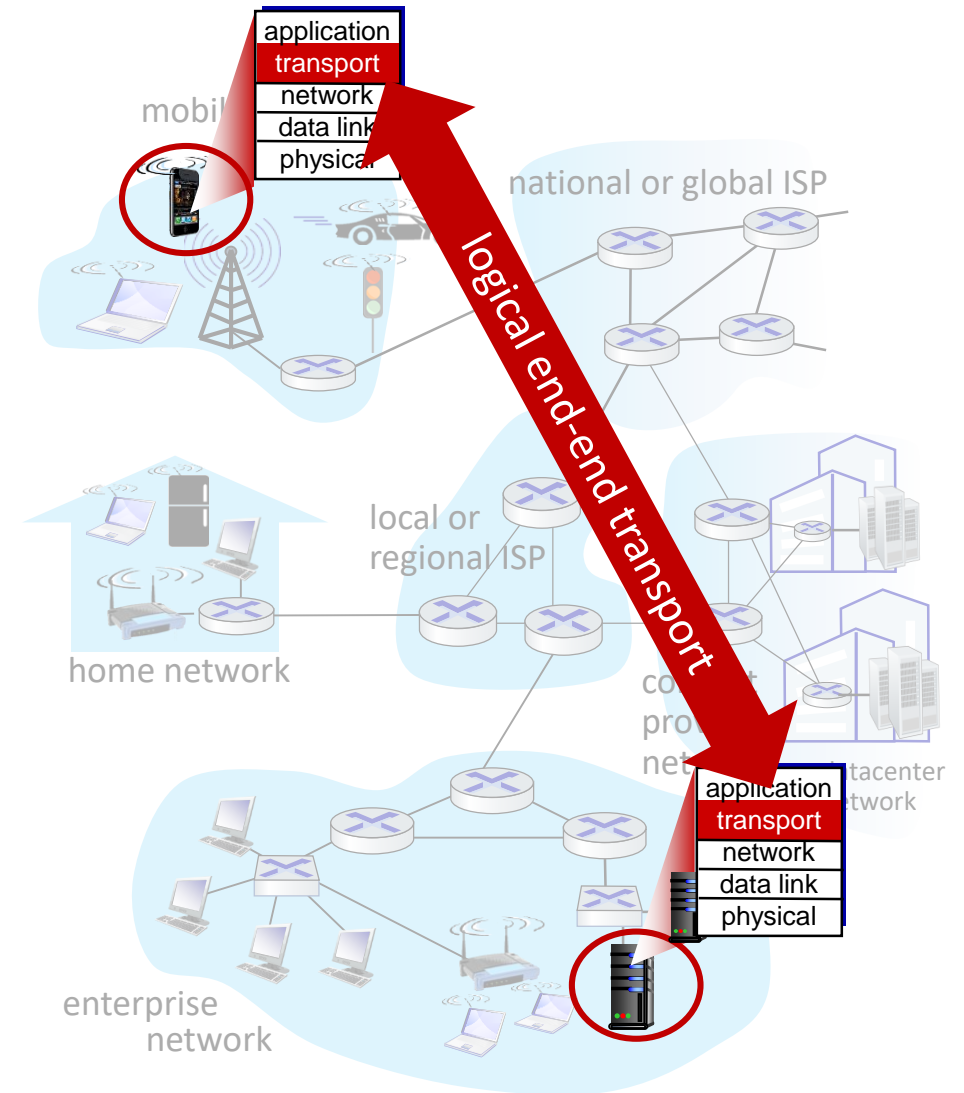 application
transport
network
data link
physical
national or global ISP
logical end-end transport
local or
regional ISP
home network
application
transport
network
data link
physical
enterprise
network